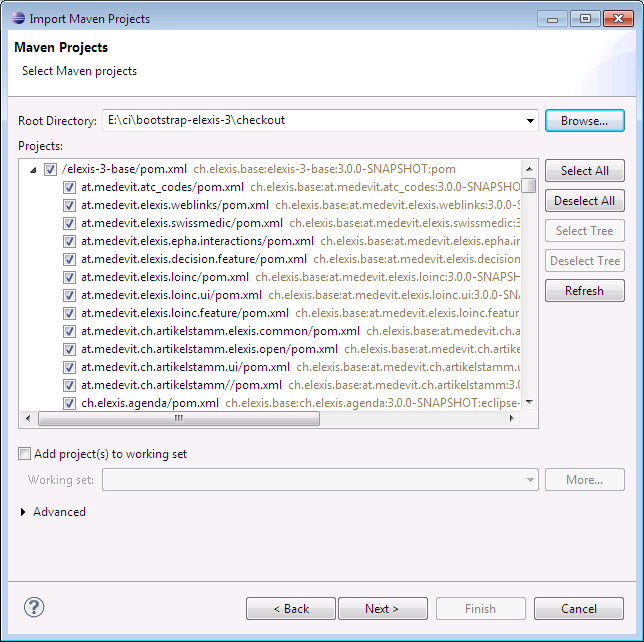 Import Maven Projects
Maven Projects
Select Maven projects
Root Directory: E:\ci\bootstrap-elexis-3\checkout Browse...
Projects:
/elexis-3-base/pom.xml ch.elexis.base:elexis-3-base:3.0.0-SNAPSHOT:pom
at.medevit.atc_codes/pom.xml ch.elexis.base:at.medevit.atc_codes:3.0.0-SNAPSHO
at.medevit.elexis.weblinks/pom.xml ch.elexis.base:at.medevit.elexis.weblinks:3.0.0-S
at.medevit.elexis.swissmedic/pom.xml ch.elexis.base:at.medevit.elexis.swissmedic:3
at.medevit.elexis.epha.interactions/pom.xml ch.elexis.base:at.medevit.elexis.epha.in
at.medevit.elexis.decision.feature/pom.xml ch.elexis.base:at.medevit.elexis.decision
at.medevit.elexis.loinc/pom.xml ch.elexis.base:at.medevit.elexis.loinc:3.0.0-SNAPSH
at.medevit.elexis.loinc.ui/pom.xml ch.elexis.base:at.medevit.elexis.loinc.ui:3.0.0-SNA
at.medevit.elexis.loinc.feature/pom.xml ch.elexis.base:at.medevit.elexis.loinc.featur
at.medevit.ch.artikelstamm.elexis.common/pom.xml ch.elexis.base:at.medevit.ch.a
at.medevit.ch.artikelstamm.elexis.open/pom.xml ch.elexis.base:at.medevit.ch.artike
at.medevit.ch.artikelstamm.ui/pom.xml ch.elexis.base:at.medevit.ch.artikelstamm.u
at.medevit.ch.artikelstamm//pom.xml ch.elexis.base:at.medevit.ch.artikelstamm:3.0
ch.elexis.agenda/pom.xml ch.elexis.base:ch.elexis.agenda:3.0.0-SNAPSHOT:eclipse-
Select All
Deselect All
Select Tree
Deselect Tree
Refresh
Add project(s) to working set
Working set: More...
Advanced
? < Back Next > Finish Cancel